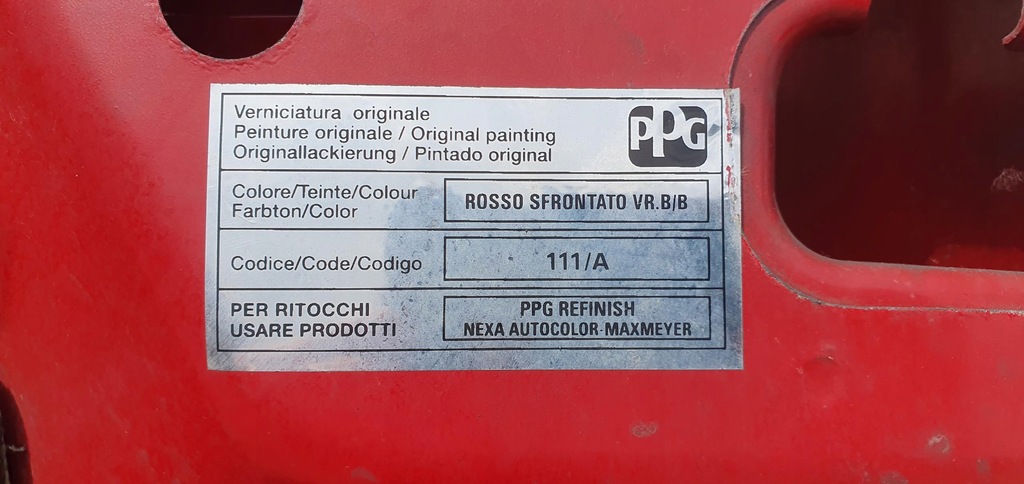 Verniciatura originale
Peinture originale / Original painting
Originallackierung / Pintado original
PPG
Colore/Teinte/Colour
Farbton/Color
ROSSO SFRONTATO VR.B/B
Codice/Code/Codigo
111/A
PER RITOCCHI
USARE PRODOTTI
PPG REFINISH
NEXA AUTOCOLOR-MAXMEYER